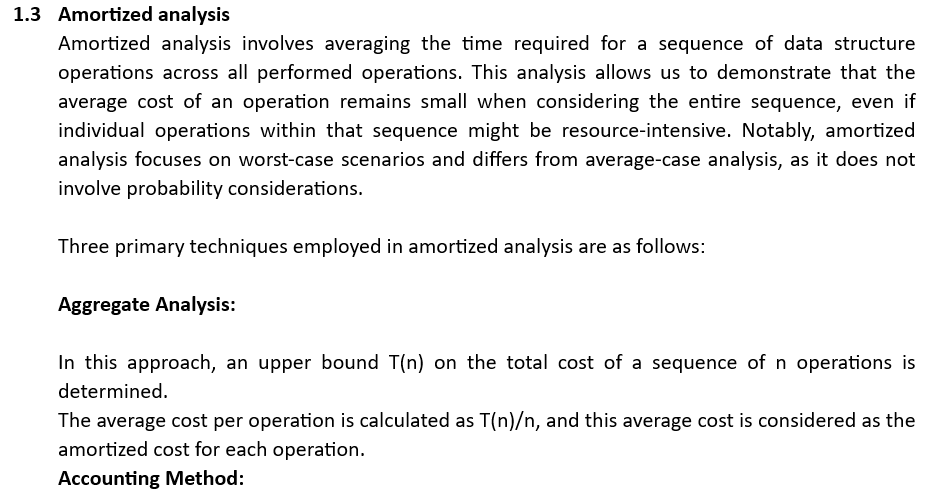 1.3 Amortized analysis
Amortized analysis involves averaging the time required for a sequence of data structure
operations across all performed operations. This analysis allows us to demonstrate that the
average cost of an operation remains small when considering the entire sequence, even if
individual operations within that sequence might be resource-intensive. Notably, amortized
analysis focuses on worst-case scenarios and differs from average-case analysis, as it does not
involve probability considerations.
Three primary techniques employed in amortized analysis are as follows:
Aggregate Analysis:
In this approach, an upper bound T(n) on the total cost of a sequence of n operations is
determined.
The average cost per operation is calculated as T(n)/n, and this average cost is considered as the
amortized cost for each operation.
Accounting Method: